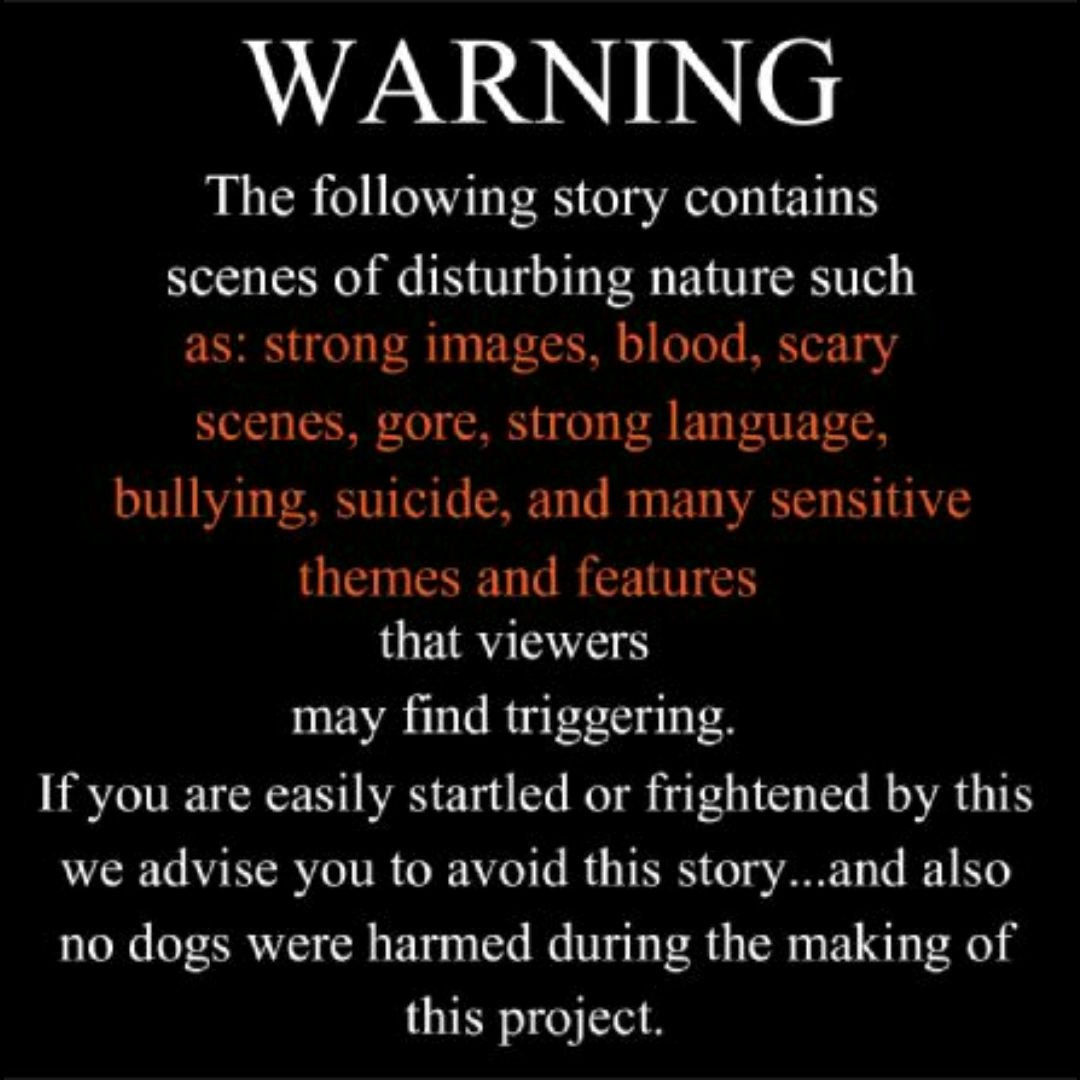 WARNING
The following story contains
scenes of disturbing nature such
as: strong images, blood, scary
scenes, gore, strong language,
bullying, suicide, and many sensitive
themes and features
that viewers
may find triggering.
If you are easily startled or frightened by this
we advise you to avoid this story...and also
no dogs were harmed during the making of
this project.